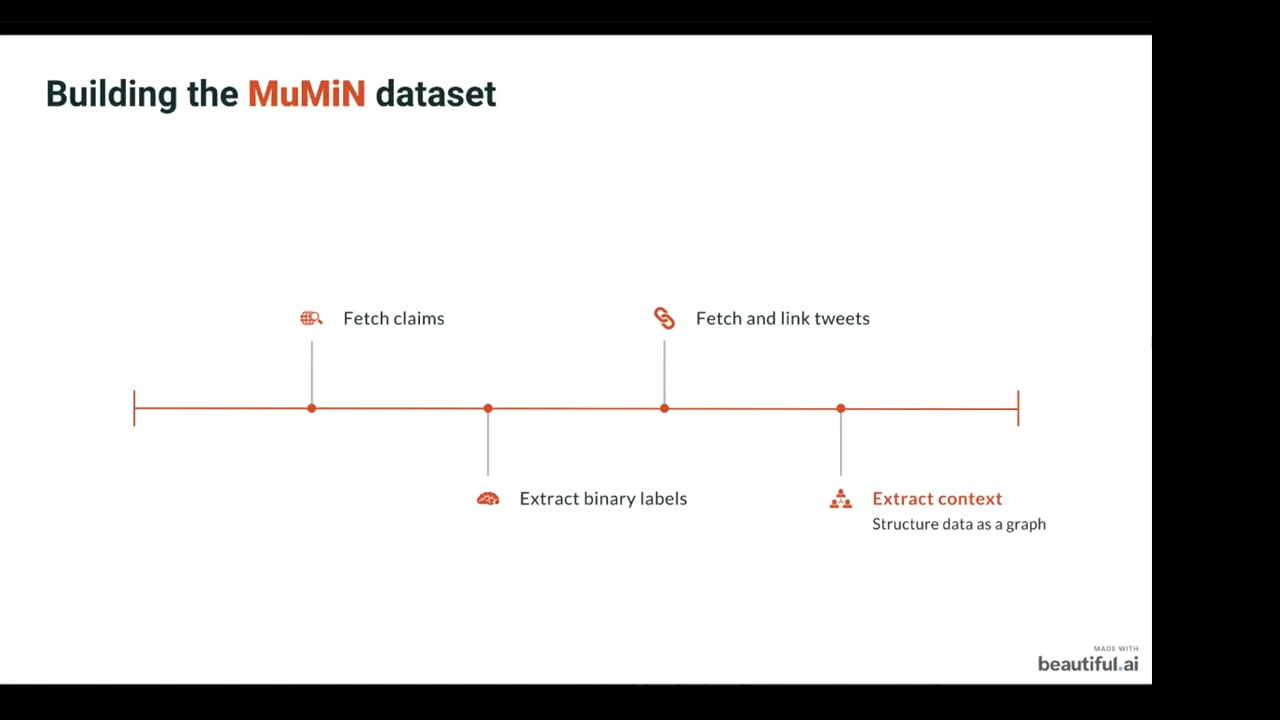 Building the MuMiN dataset
Fetch claims
Fetch and link tweets
Extract binary labels
Extract context
Structure data as a graph
MADE WITH
beautiful.ai